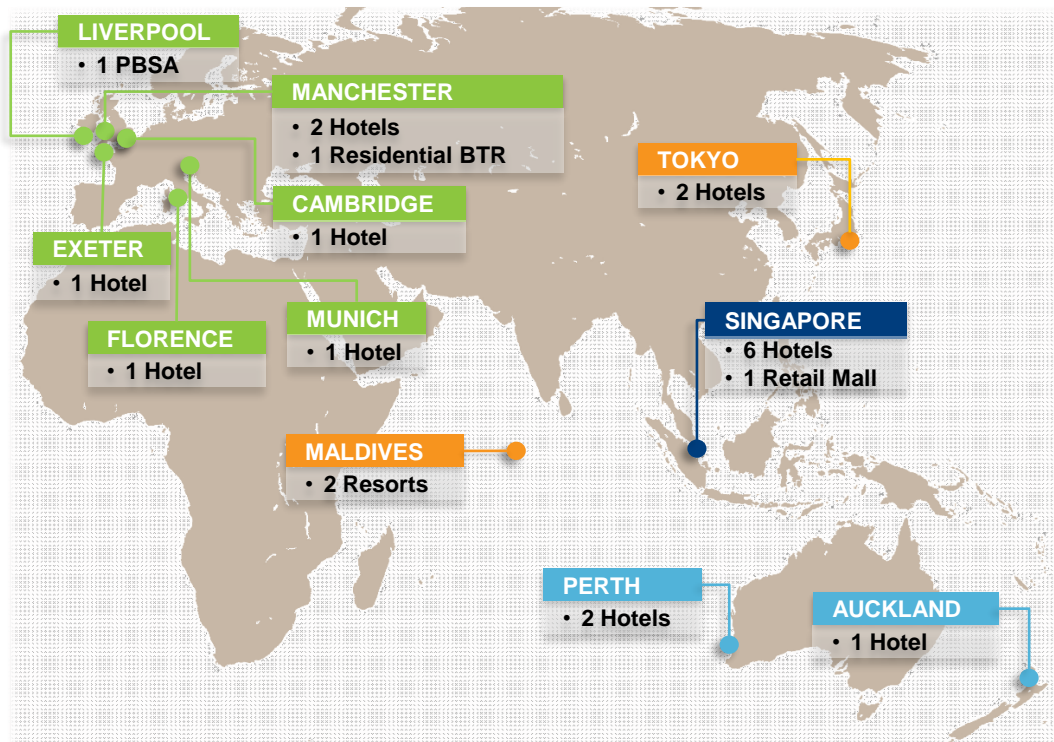 LIVERPOOL
• 1 PBSA
MANCHESTER
• 2 Hotels
• 1 Residential BTR
TOKYO
• 2 Hotels
CAMBRIDGE
• 1 Hotel
EXETER
• 1 Hotel
MUNICH
• 1 Hotel
FLORENCE
• 1 Hotel
SINGAPORE
• 6 Hotels
• 1 Retail Mall
MALDIVES
• 2 Resorts
PERTH
• 2 Hotels
AUCKLAND
• 1 Hotel